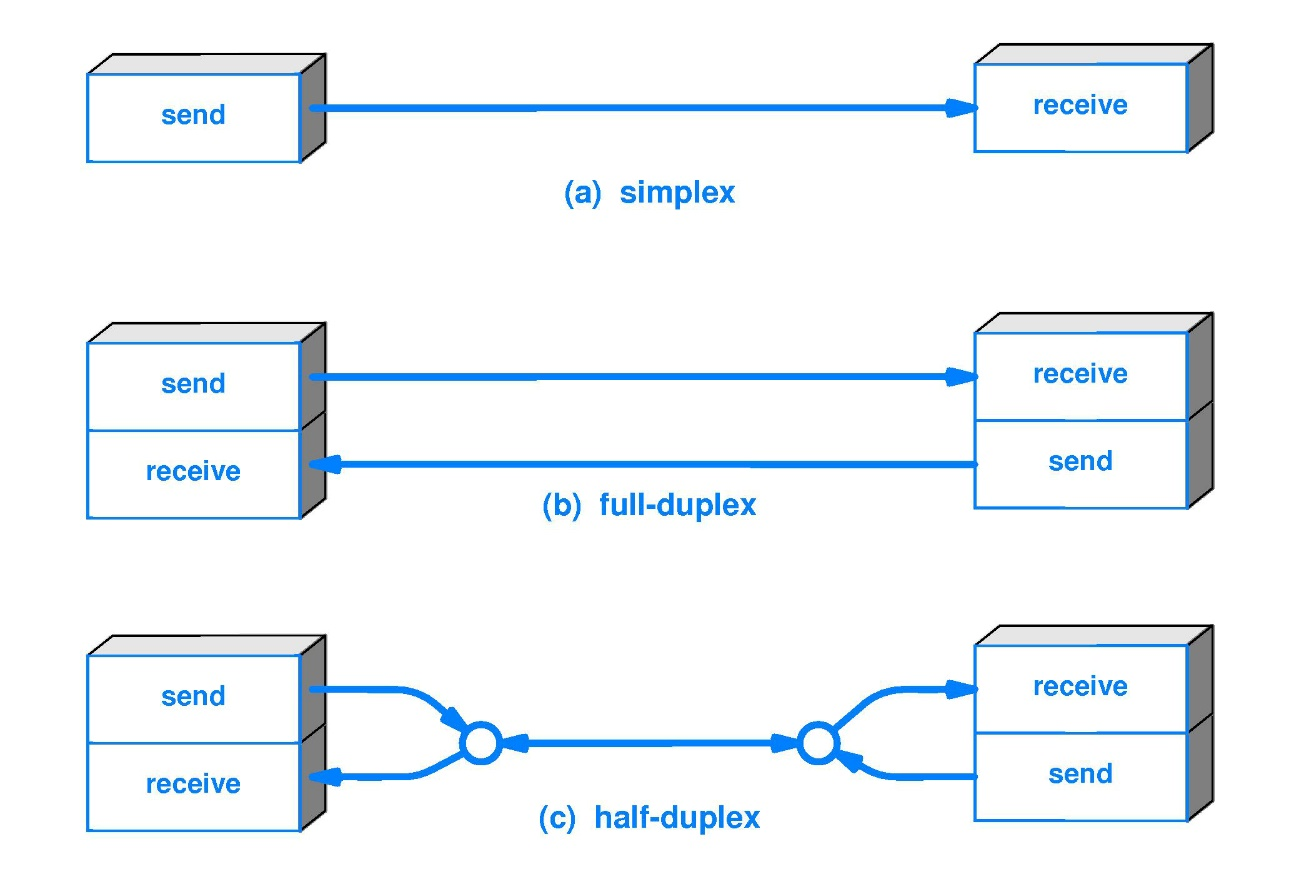 send
receive
(a) simplex
send
receive
receive
send
(b) full-duplex
send
receive
receive
send
(c) half-duplex